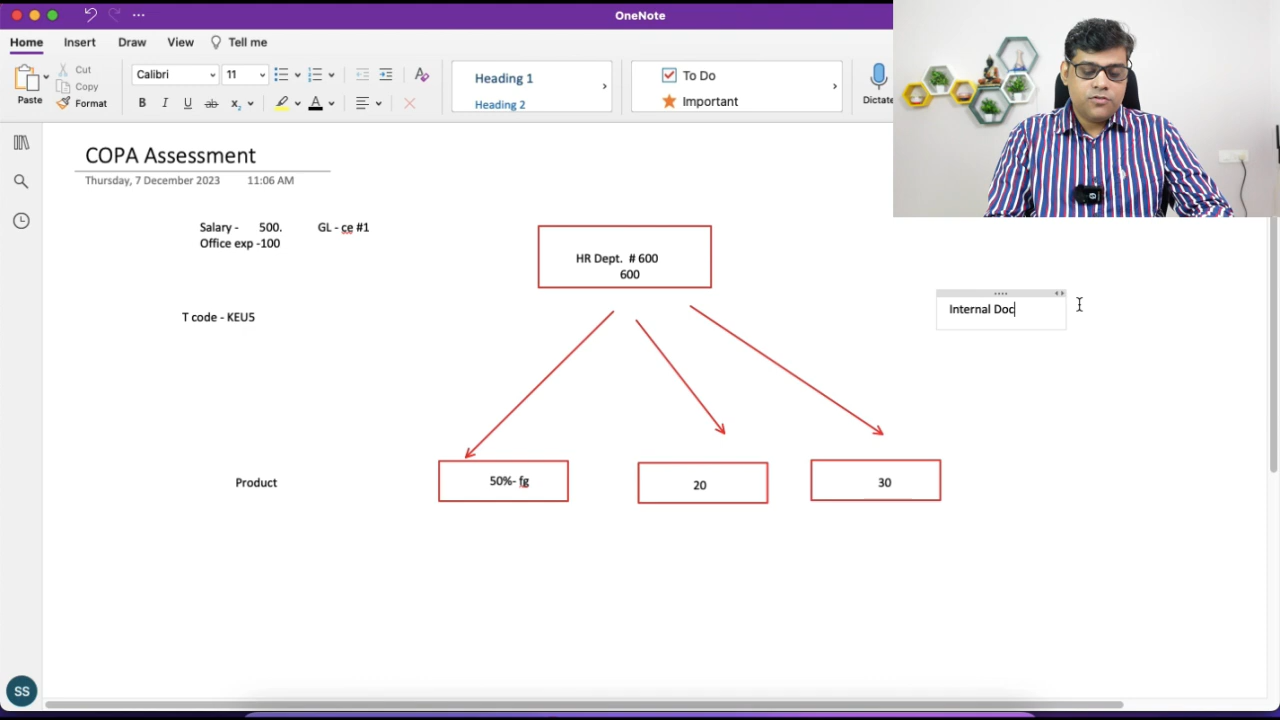 OneNote
Home
Insert
Draw
View
Tell me
Paste
Cut
Copy
Format
Calibri
11
B
I
U
ab
x2
A
Heading 1
Heading 2
To Do
Important
Dictate
COPA Assessment
Thursday, 7 December 2023
11:06 AM
Salary - 500. GL - ce #1
Office exp -100
HR Dept. # 600
600
Internal Doc
T code - KEU5
Product
50%- fg
20
30
SS